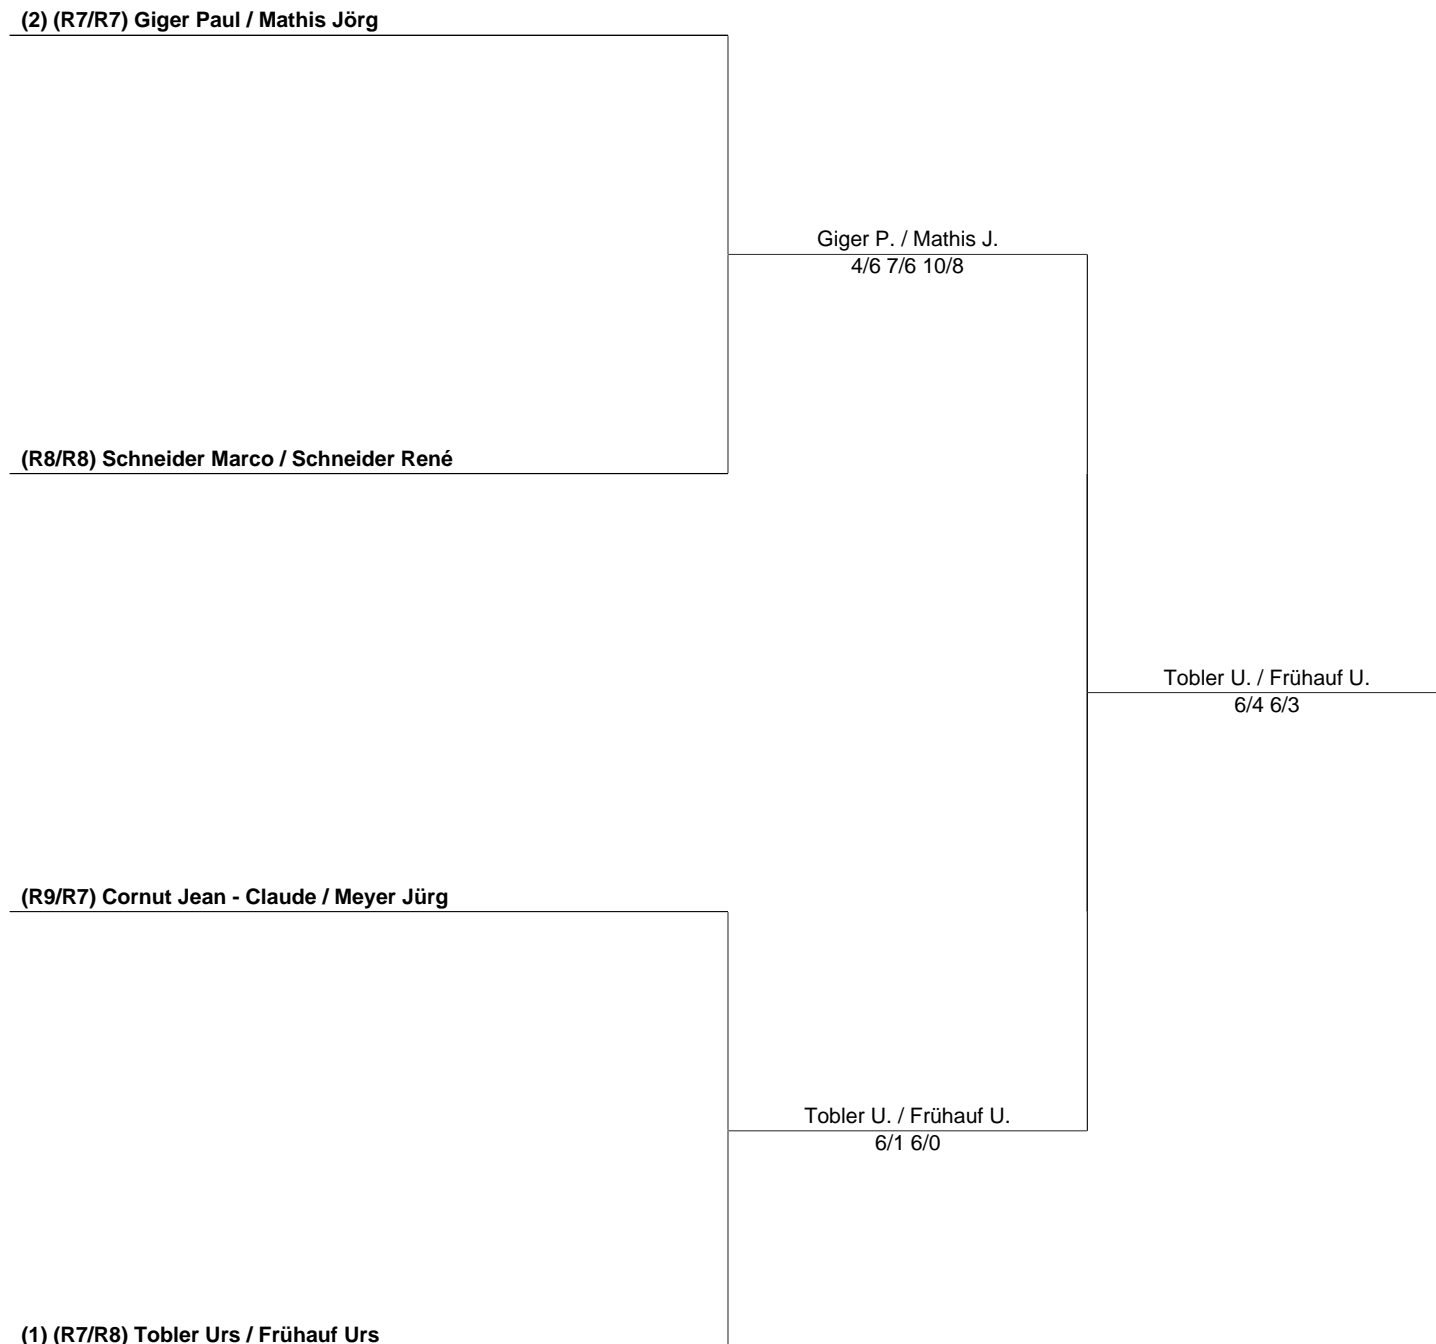 (2) (R7/R7) Giger Paul / Mathis Jörg
Giger P. / Mathis J.
4/6 7/6 10/8
(R8/R8) Schneider Marco / Schneider René
Tobler U. / Frühauf U.
6/4 6/3
(R9/R7) Cornut Jean - Claude / Meyer Jürg
Tobler U. / Frühauf U.
6/1 6/0
(1) (R7/R8) Tobler Urs / Frühauf Urs